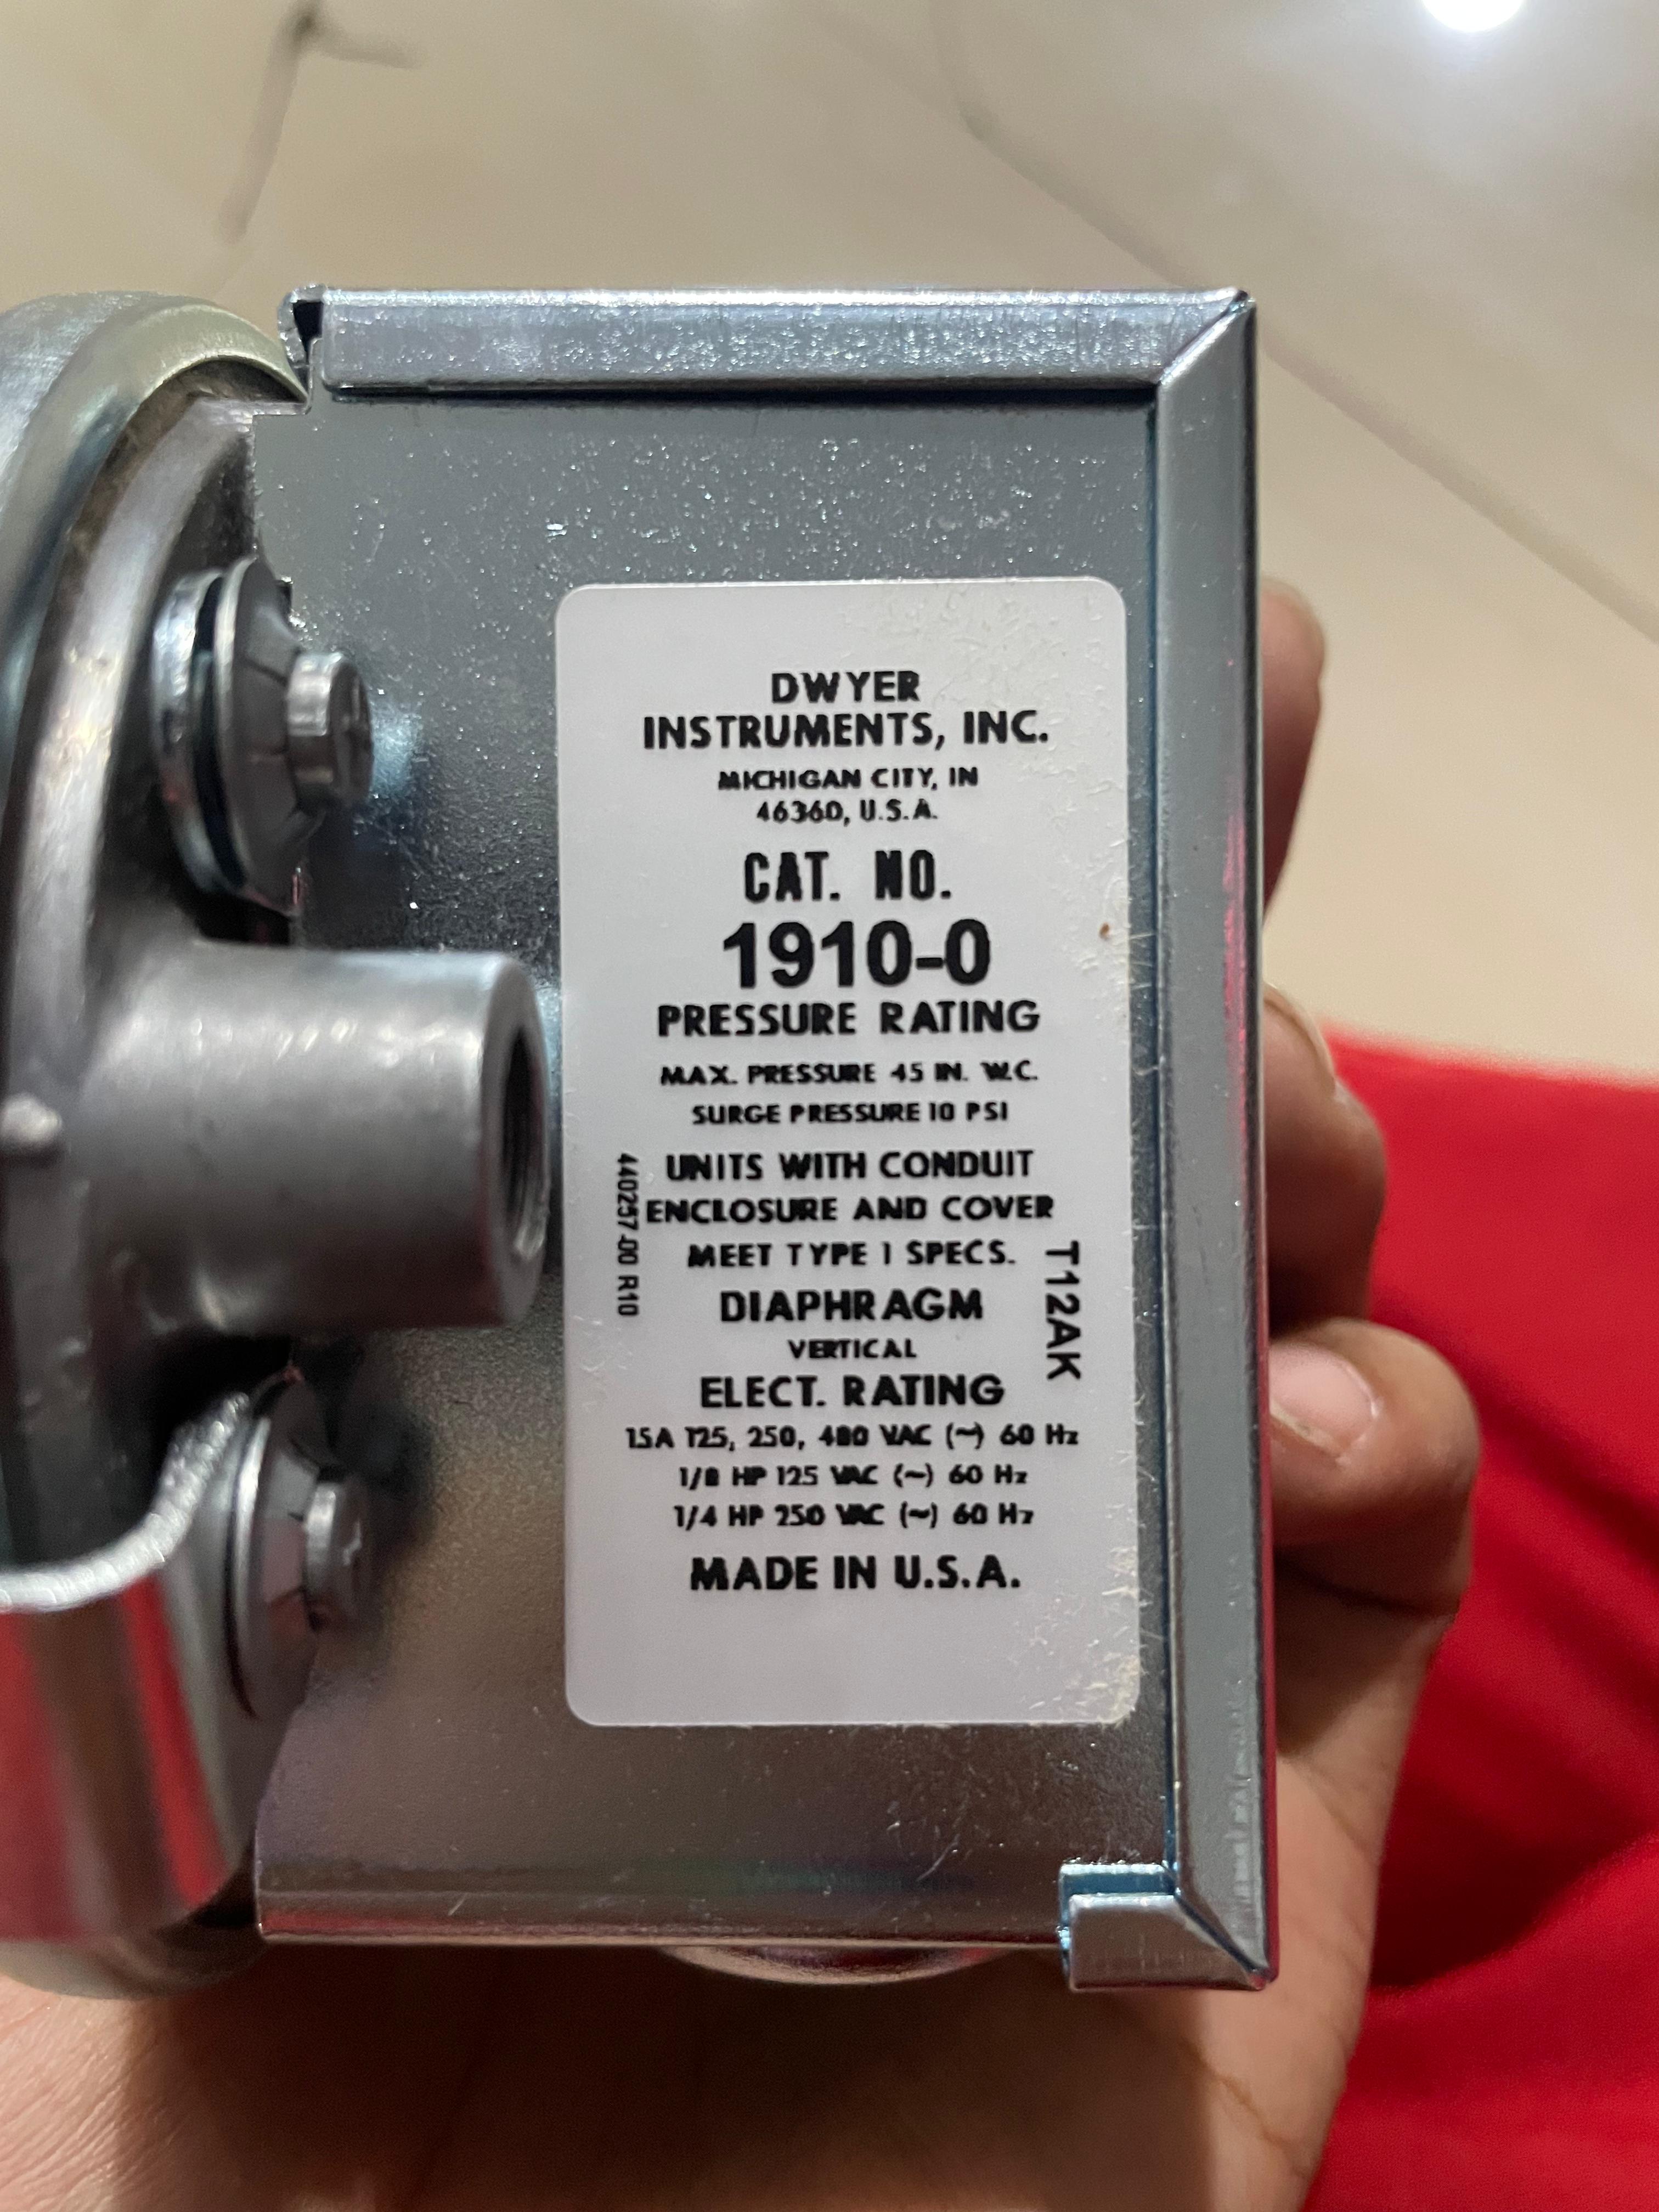 DWYER
INSTRUMENTS, INC.
MICHIGAN CITY, IN
46360, U.S.A.
CAT. NO.
1910-0
PRESSURE RATING
MAX. PRESSURE 45 IN. W.C.
SURGE PRESSURE 10 PSI
UNITS WITH CONDUIT
ENCLOSURE AND COVER
MEET TYPE 1 SPECS.
DIAPHRAGM
VERTICAL
ELECT. RATING
15A 125, 250, 480 VAC (~) 60 Hz
1/8 HP 125 VAC (~) 60 Hz
1/4 HP 250 VAC (~) 60 Hz
MADE IN U.S.A.
440257-00 R10
T12AK